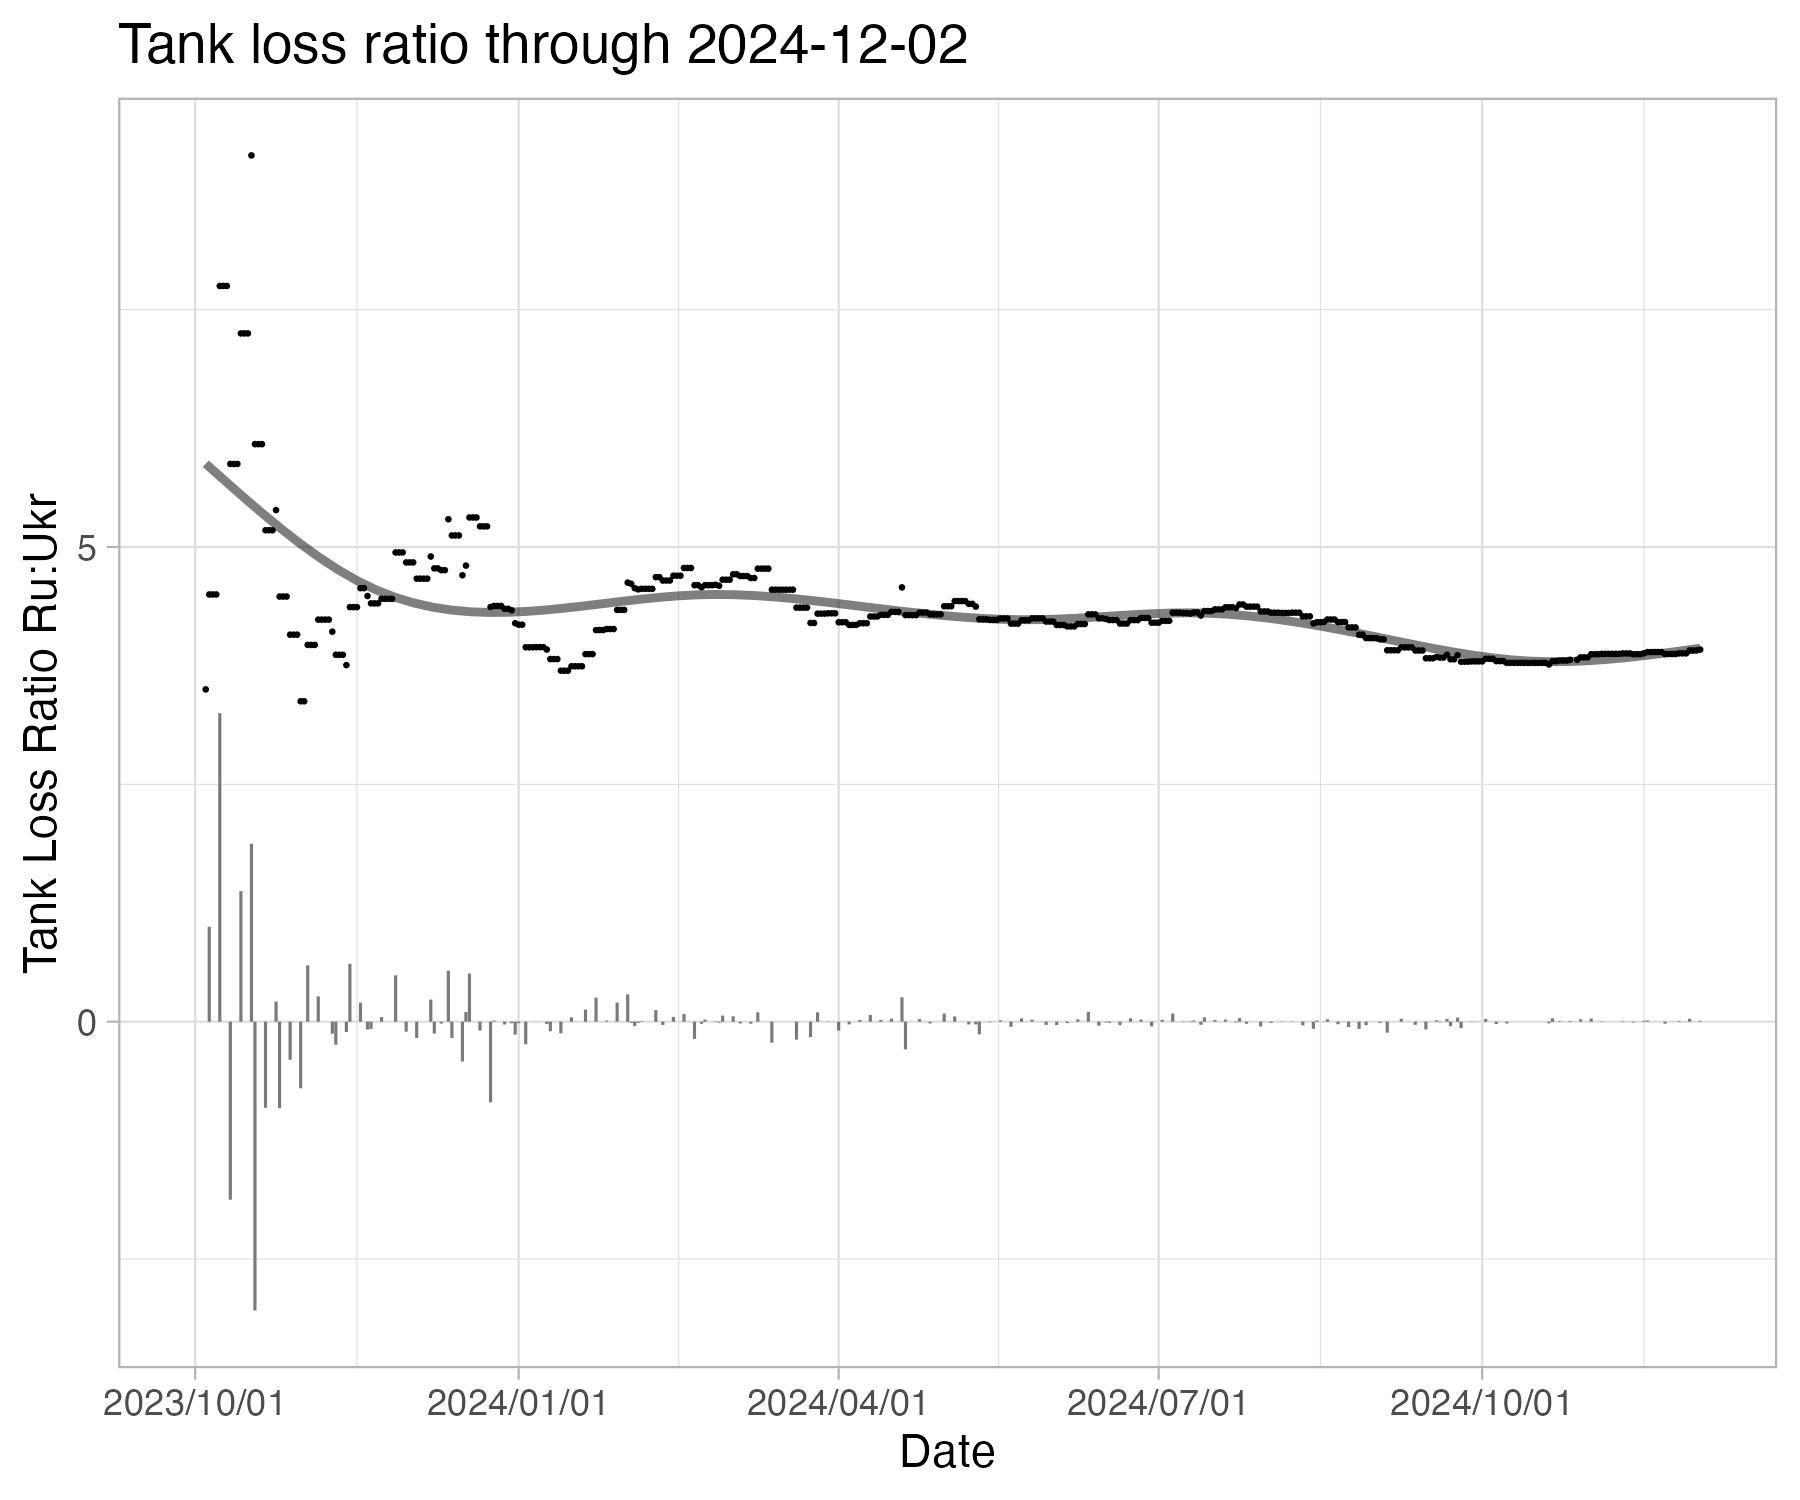 Tank loss ratio through 2024-12-02
Tank Loss Ratio Ru:Ukr
5
0
2023/10/01 2024/01/01 2024/04/01 2024/07/01 2024/10/01
Date